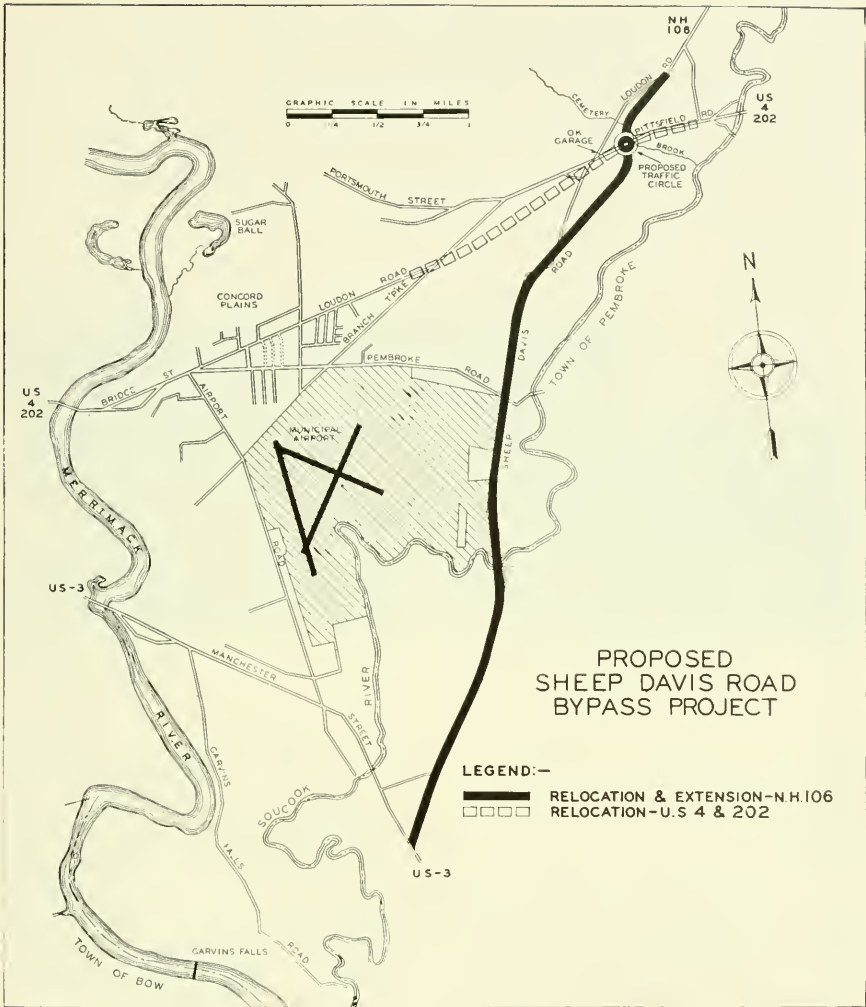 NH
106
GRAPHIC SCALE IN MILES
0 1/4 1/2 3/4 1
LOUDON RD
CEMETERY
US
4
202
PITTSFIELD RD
OK
GARAGE
BROOK
PROPOSED
TRAFFIC
CIRCLE
PORTSMOUTH STREET
SUGAR
BALL
ROAD
N
CONCORD
PLAINS
LOUDON ROAD
BRANCH T'PKE
DAVIS
TOWN OF PEMBROKE
PEMBROKE ROAD
US
4
202
BRIDGE ST
AIRPORT
MUNICIPAL
AIRPORT
SHEEP
MERRIMACK
ROAD
US-3
MANCHESTER
STREET
RIVER
RIVER
PROPOSED
SHEEP DAVIS ROAD
BYPASS PROJECT
GARVINS
FALLS
ROAD
SOUCOOK
LEGEND:-
RELOCATION & EXTENSION-N.H.106
RELOCATION-U.S 4 & 202
US-3
TOWN OF BOW
GARVINS FALLS